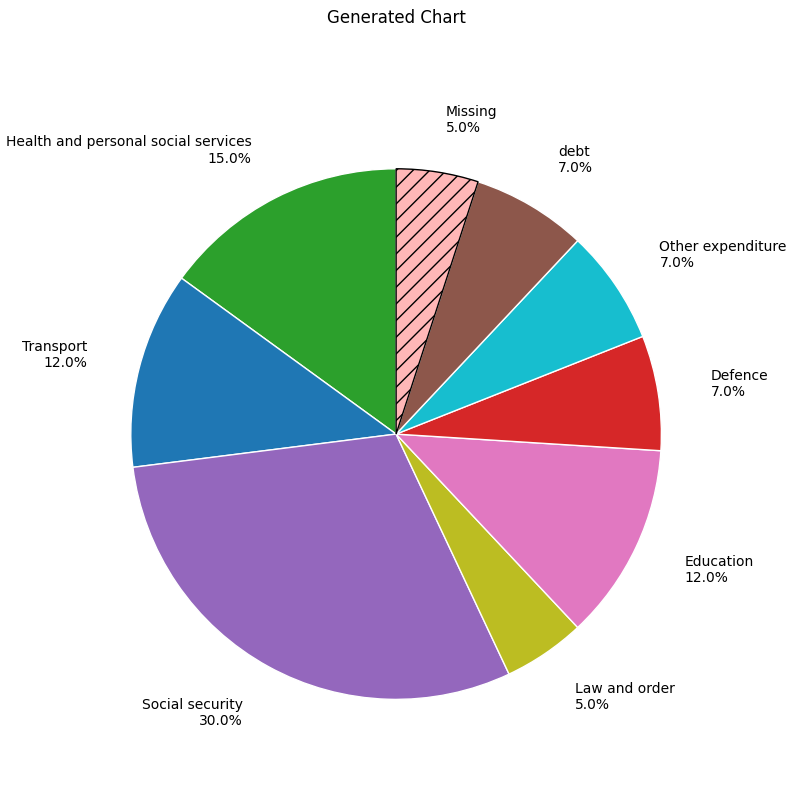 Generated Chart
Missing
5.0%
debt
7.0%
Health and personal social services
15.0%
Other expenditure
7.0%
Transport
12.0%
Defence
7.0%
Education
12.0%
Social security
30.0%
Law and order
5.0%